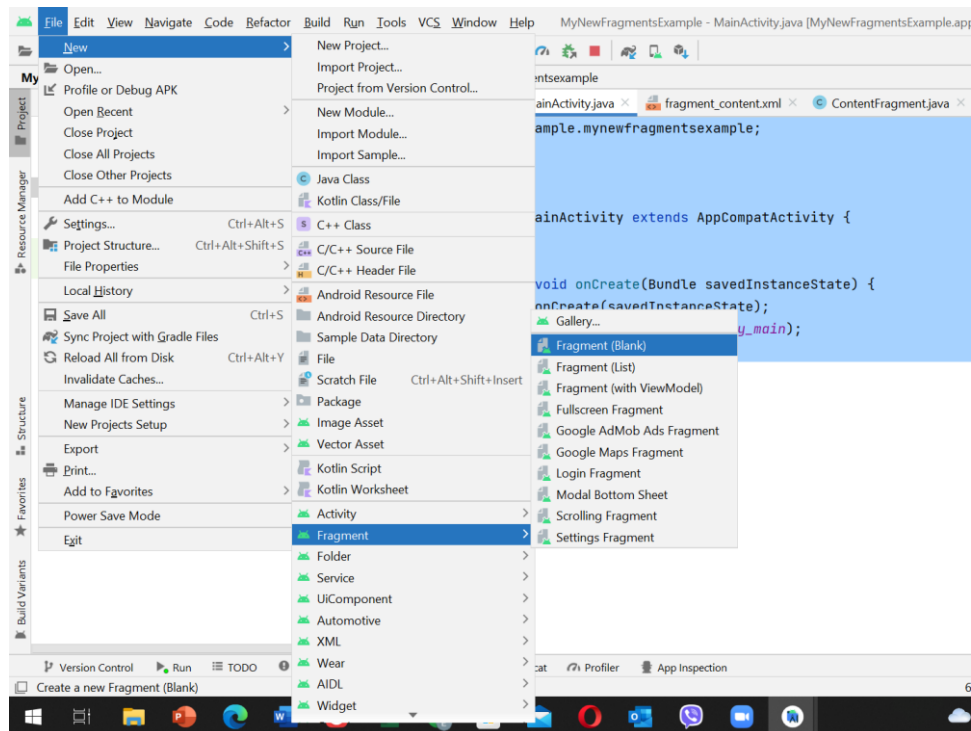 File Edit View Navigate Code Refactor Build Run Tools VCS Window Help MyNewFragmentsExample - MainActivity.java [MyNewFragmentsExample.app
New
Open...
Profile or Debug APK
Open Recent
Close Project
Close All Projects
Close Other Projects
Add C++ to Module
Settings... Ctrl+Alt+S
Project Structure... Ctrl+Alt+Shift+S
File Properties
Local History
Save All Ctrl+S
Sync Project with Gradle Files
Reload All from Disk Ctrl+Alt+Y
Invalidate Caches...
Manage IDE Settings
New Projects Setup
Export
Print...
Add to Favorites
Power Save Mode
Exit
New Project...
Import Project...
Project from Version Control...
New Module...
Import Module...
Import Sample...
Java Class
Kotlin Class/File
C++ Class
C/C++ Source File
C/C++ Header File
Android Resource File
Android Resource Directory
Sample Data Directory
File
Scratch File Ctrl+Alt+Shift+Insert
Package
Image Asset
Vector Asset
Kotlin Script
Kotlin Worksheet
Activity
Fragment
Folder
Service
UiComponent
Automotive
XML
Wear
AIDL
Widget
Gallery...
Fragment (Blank)
Fragment (List)
Fragment (with ViewModel)
Fullscreen Fragment
Google AdMob Ads Fragment
Google Maps Fragment
Login Fragment
Modal Bottom Sheet
Scrolling Fragment
Settings Fragment
My
entsexample
ainActivity.java fragment_content.xml ContentFragment.java
ample.mynewfragmentsexample;
ainActivity extends AppCompatActivity {
void onCreate(Bundle savedInstanceState) {
onCreate(savedInstanceState);
y_main);
Project
Resource Manager
Structure
Favorites
Build Variants
Version Control Run TODO cat Profiler App Inspection
Create a new Fragment (Blank) 6